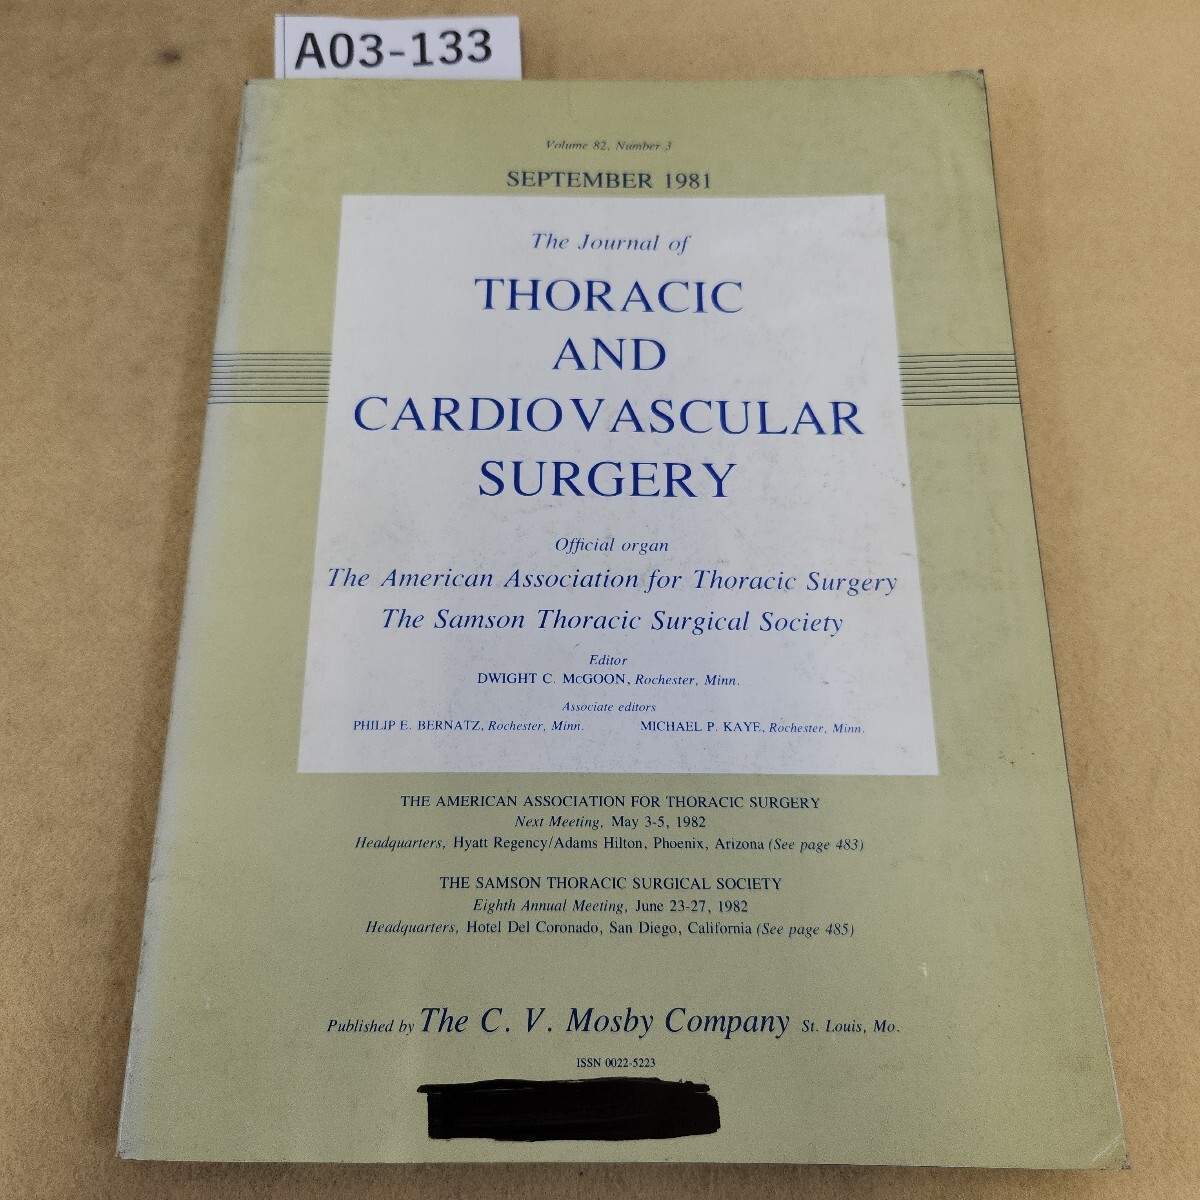 A03-133
Volume 82, Number 3
SEPTEMBER 1981
The Journal of
THORACIC
AND
CARDIOVASCULAR
SURGERY
Official organ
The American Association for Thoracic Surgery
The Samson Thoracic Surgical Society
Editor
DWIGHT C. McGOON, Rochester, Minn.
Associate editors
PHILIP E. BERNATZ, Rochester, Minn. MICHAEL P. KAYE, Rochester, Minn.
THE AMERICAN ASSOCIATION FOR THORACIC SURGERY
Next Meeting, May 3-5, 1982
Headquarters, Hyatt Regency/Adams Hilton, Phoenix, Arizona (See page 483)
THE SAMSON THORACIC SURGICAL SOCIETY
Eighth Annual Meeting, June 23-27, 1982
Headquarters, Hotel Del Coronado, San Diego, California (See page 485)
Published by The C. V. Mosby Company St. Louis, Mo.
ISSN 0022-5223